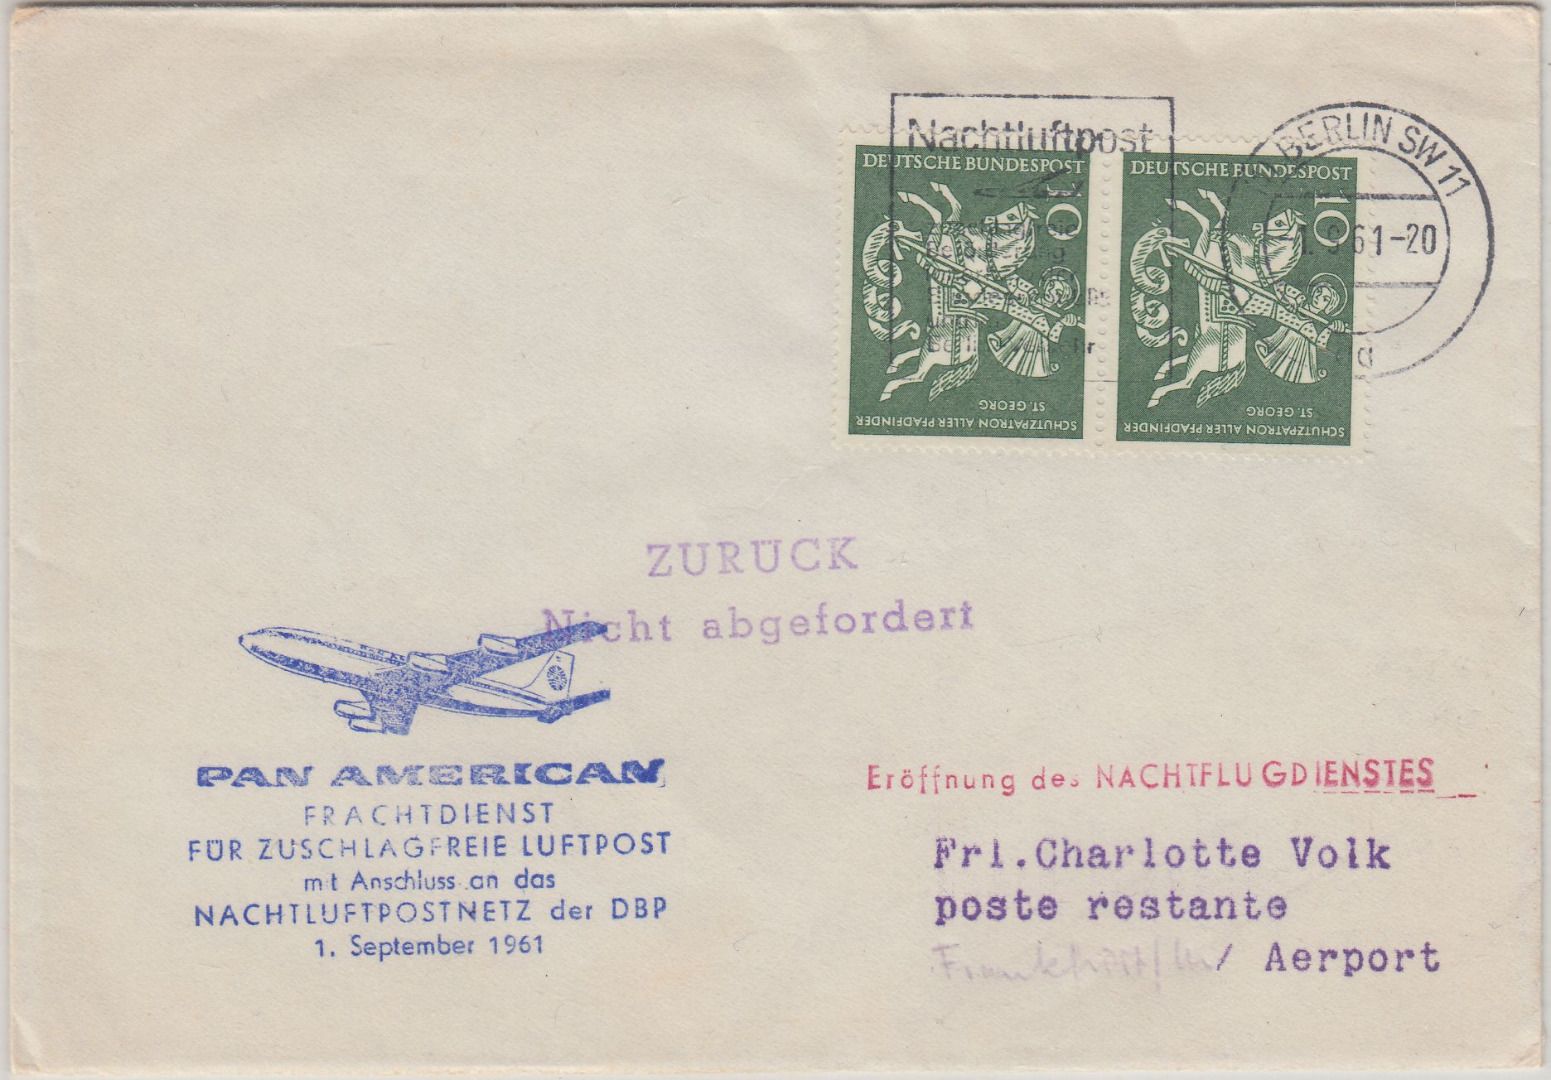 Nachtluftpost
BERLIN SW 11
1.9.61-20
DEUTSCHE BUNDESPOST
10
SCHUTZPATRON ALLER PFADFINDER
ST. GEORG
DEUTSCHE BUNDESPOST
10
SCHUTZPATRON ALLER PFADFINDER
ST. GEORG
ZURÜCK
Nicht abgefordert
PAN AMERICAN
FRACHTDIENST
FÜR ZUSCHLAGFREIE LUFTPOST
mit Anschluss an das
NACHTLUFTPOSTNETZ der DBP
1. September 1961
Eröffnung des NACHTFLUGDIENSTES
Frl.Charlotte Volk
poste restante
Frankfurt/M/ Aerport